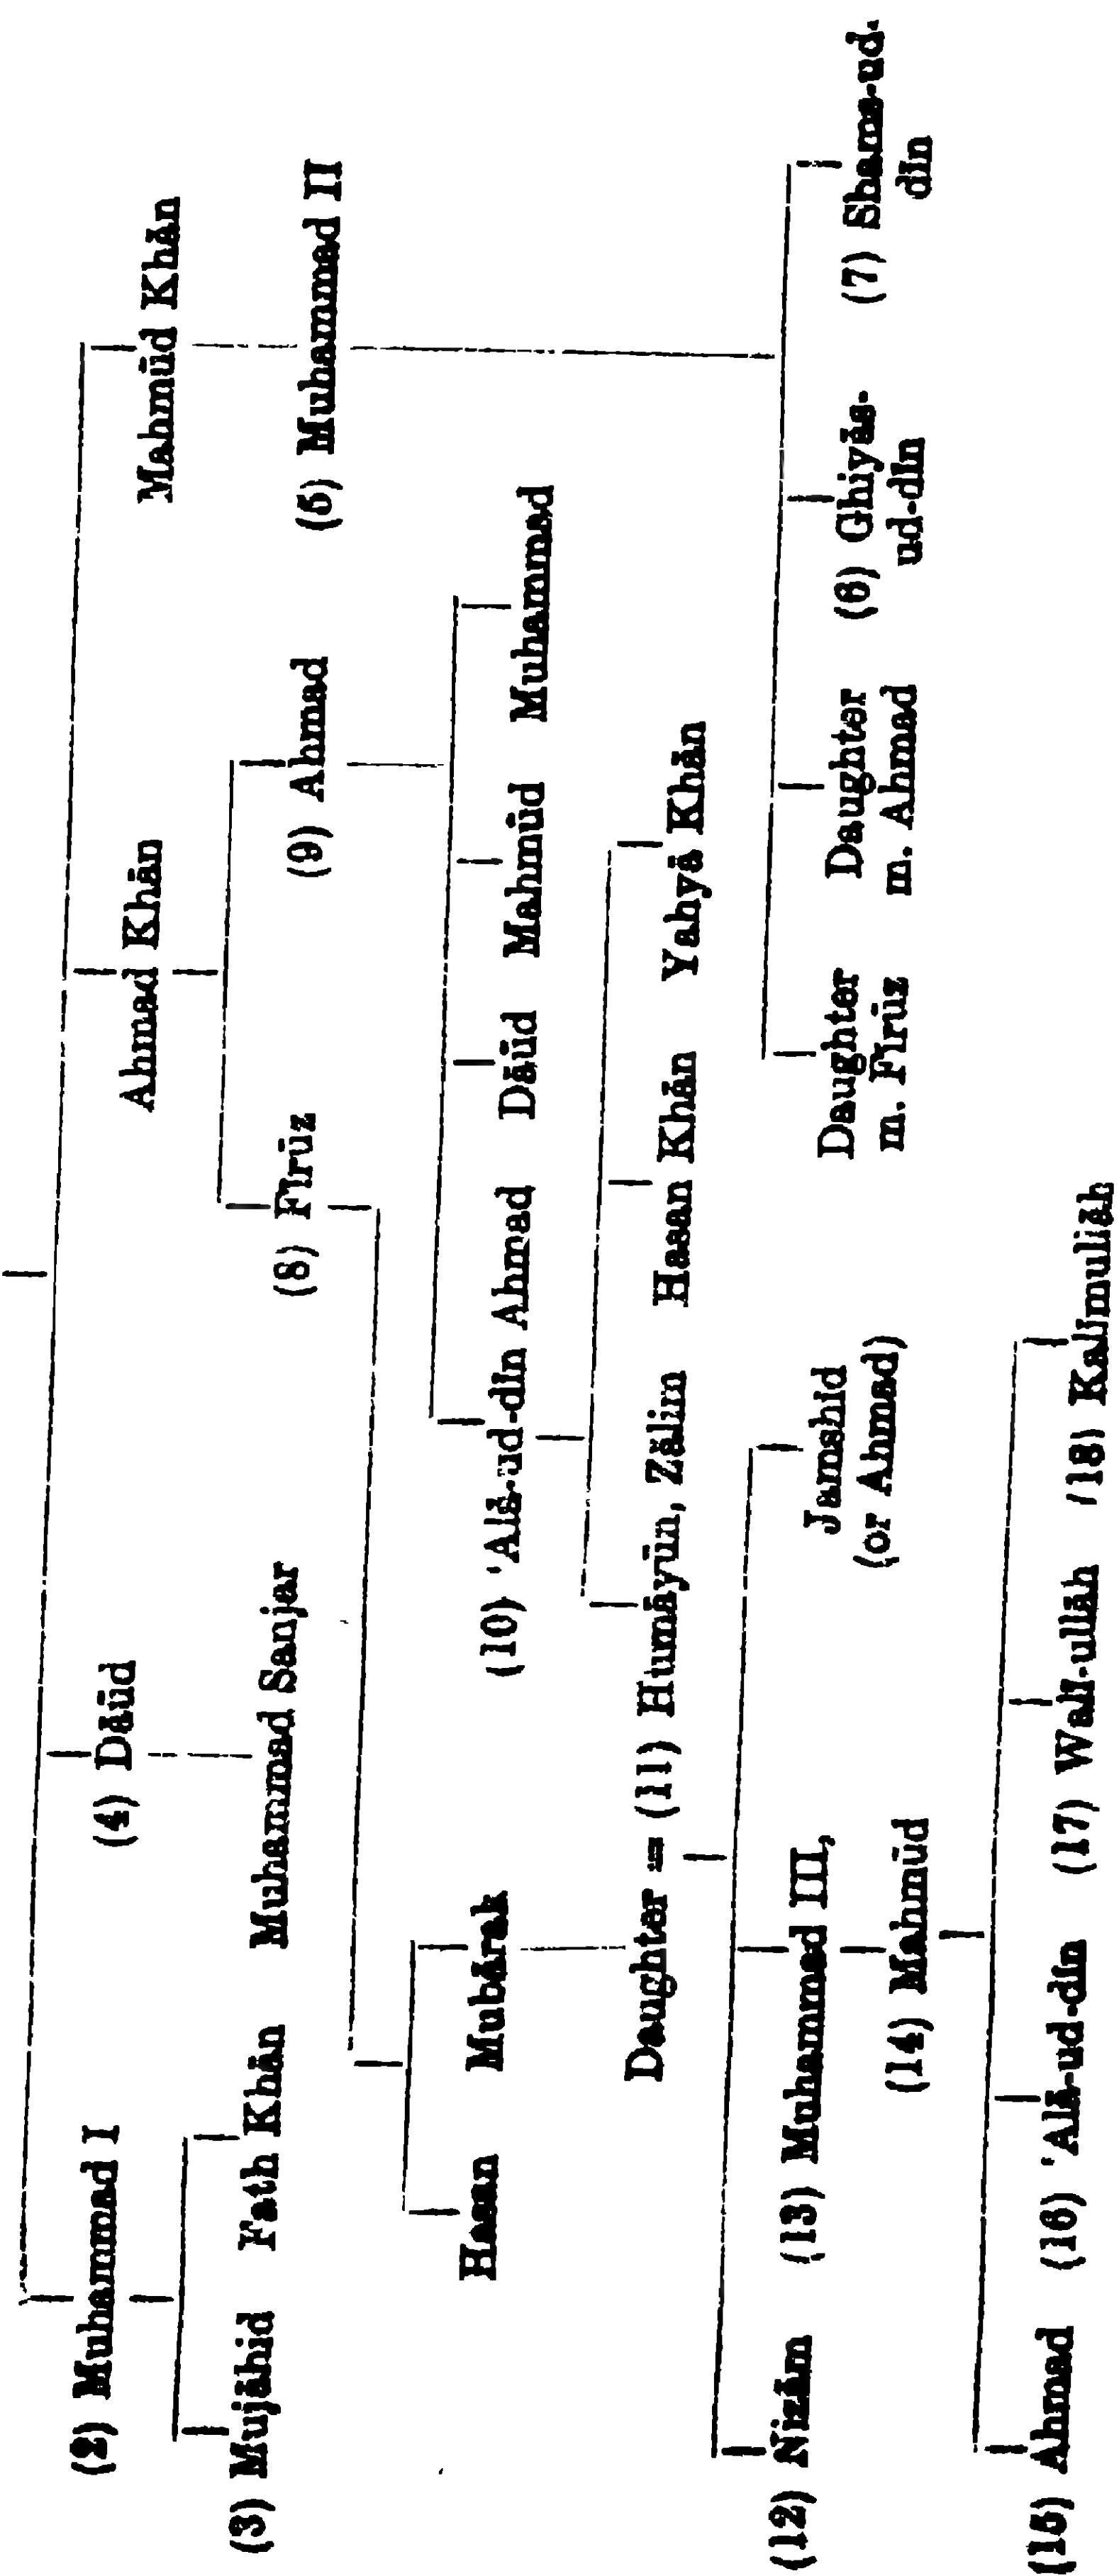 (2) Muhammad I (4) Dāūd Ahmad Khān Mahmūd Khān
(3) Mujāhid Fath Khān Muhammad Sanjar (8) Fīrūz (9) Ahmad (5) Muhammad II
Hasan Mubārak (10) 'Alā-ud-dīn Ahmad Dāūd Mahmūd Muhammad
Daughter = (11) Humāyūn, Zālim Hasan Khān Yahyā Khān
(12) Nizām (13) Muhammad III, Jamshid Daughter Daughter (6) Ghiyās- (7) Shams-ud-
(or Ahmad) m. Fīrūz m. Ahmad ud-dīn dīn
(14) Mahmūd
(15) Ahmad (16) 'Alā-ud-dīn (17) Walī-ullāh (18) Kalīmullāh